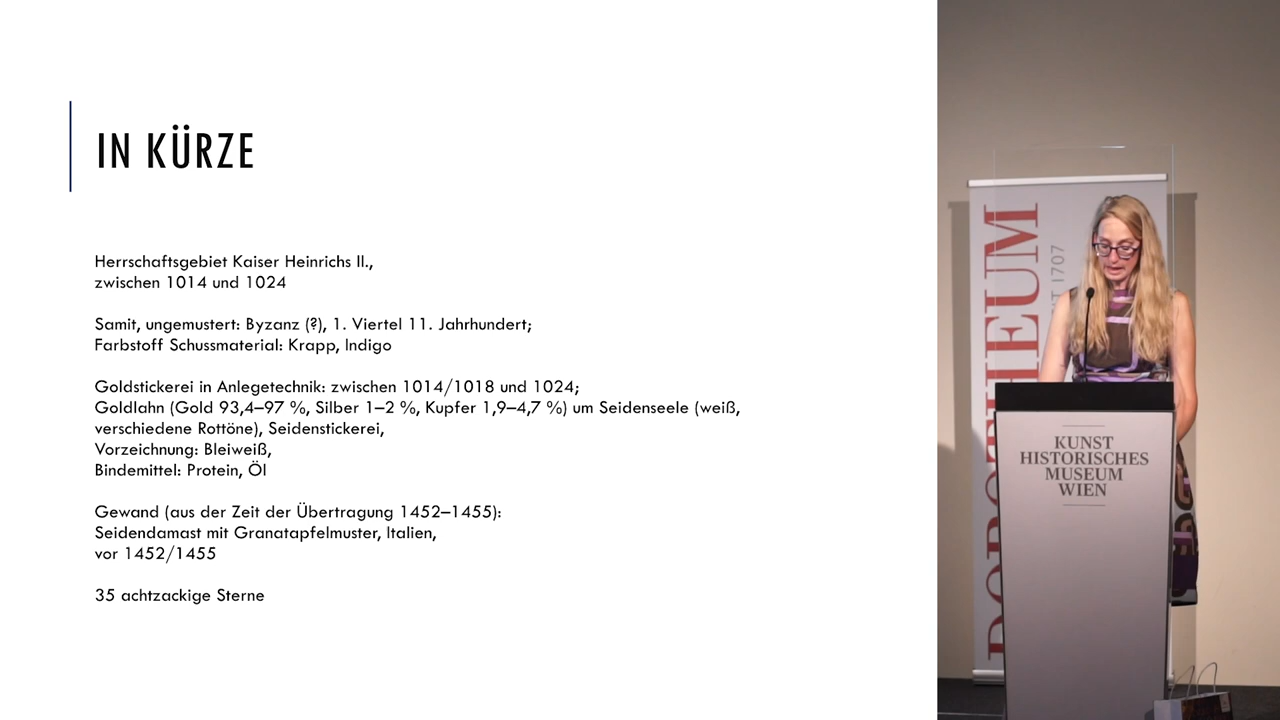 IN KÜRZE
Herrschaftsgebiet Kaiser Heinrichs II.,
zwischen 1014 und 1024
Samit, ungemustert: Byzanz (?), 1. Viertel 11. Jahrhundert;
Farbstoff Schussmaterial: Krapp, Indigo
Goldstickerei in Anlegetechnik: zwischen 1014/1018 und 1024;
Goldlahn (Gold 93,4–97 %, Silber 1–2 %, Kupfer 1,9–4,7 %) um Seidenseele (weiß,
verschiedene Rottöne), Seidenstickerei,
Vorzeichnung: Bleiweiß,
Bindemittel: Protein, Öl
Gewand (aus der Zeit der Übertragung 1452–1455):
Seidendamast mit Granatapfelmuster, Italien,
vor 1452/1455
35 achtzackige Sterne
DOROTHEUM
1707
KUNST
HISTORISCHES
MUSEUM
WIEN